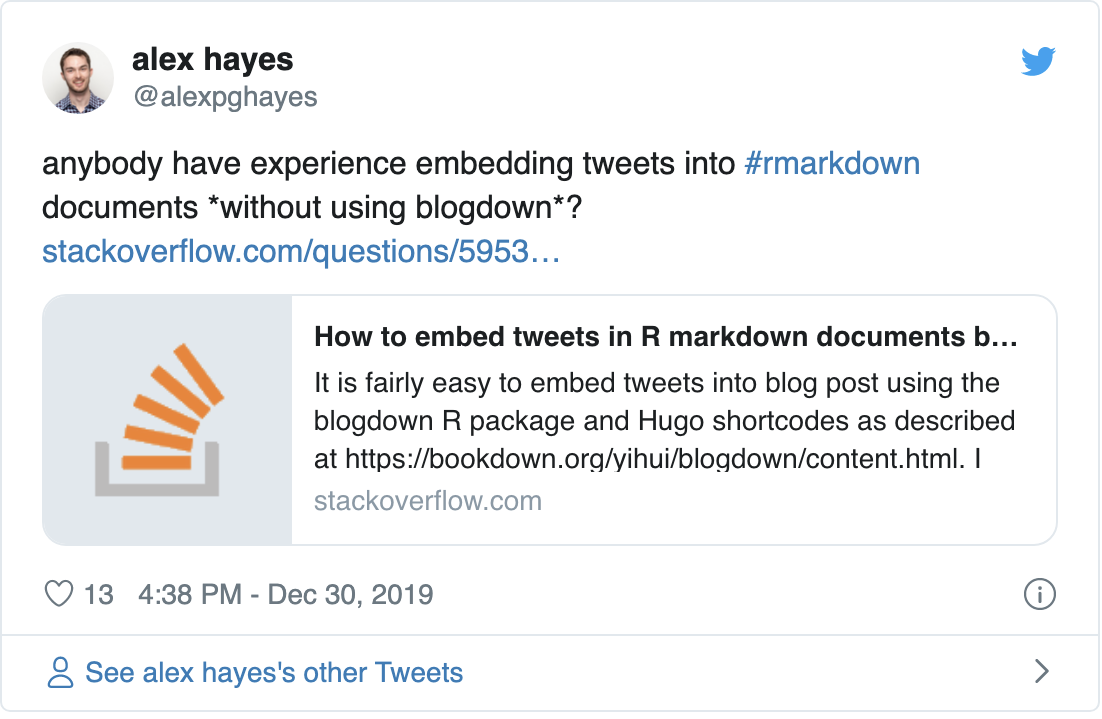 alex hayes
@alexpghayes
anybody have experience embedding tweets into #rmarkdown
documents *without using blogdown*?
stackoverflow.com/questions/5953…
How to embed tweets in R markdown documents b…
It is fairly easy to embed tweets into blog post using the
blogdown R package and Hugo shortcodes as described
at https://bookdown.org/yihui/blogdown/content.html. I
stackoverflow.com
13 4:38 PM - Dec 30, 2019
See alex hayes's other Tweets